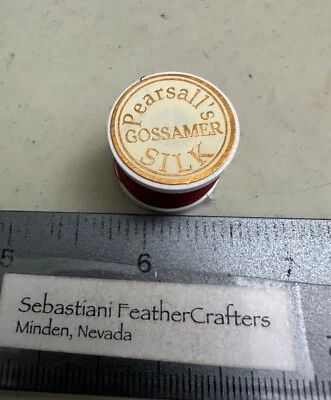 Pearsall's
GOSSAMER
SILK
5 6
Sebastiani FeatherCrafters
Minden, Nevada